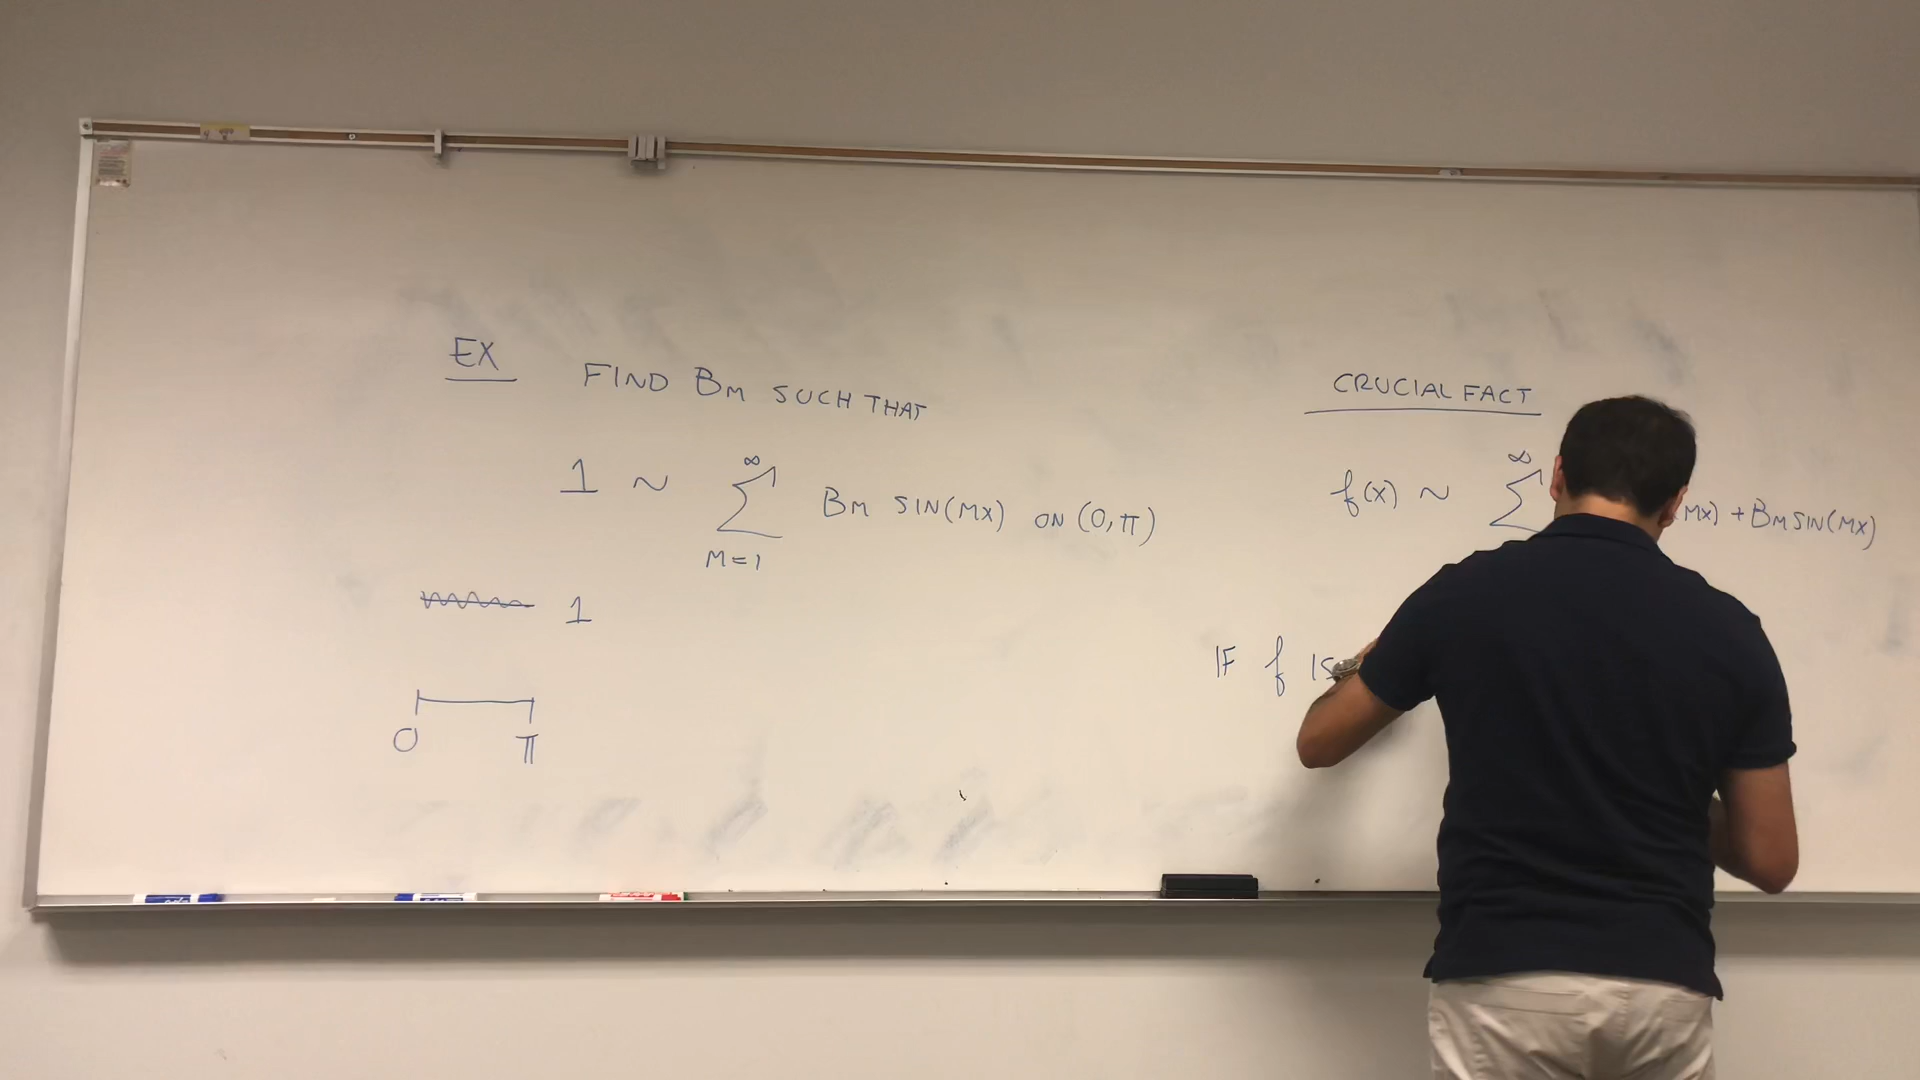 EX FIND BM SUCH THAT
∞
1 ~ Σ BM SIN(MX) ON (0,π)
M=1
1
0 π
CRUCIAL FACT
∞
f(x) ~ Σ MX) + BM SIN(MX)
IF f IS